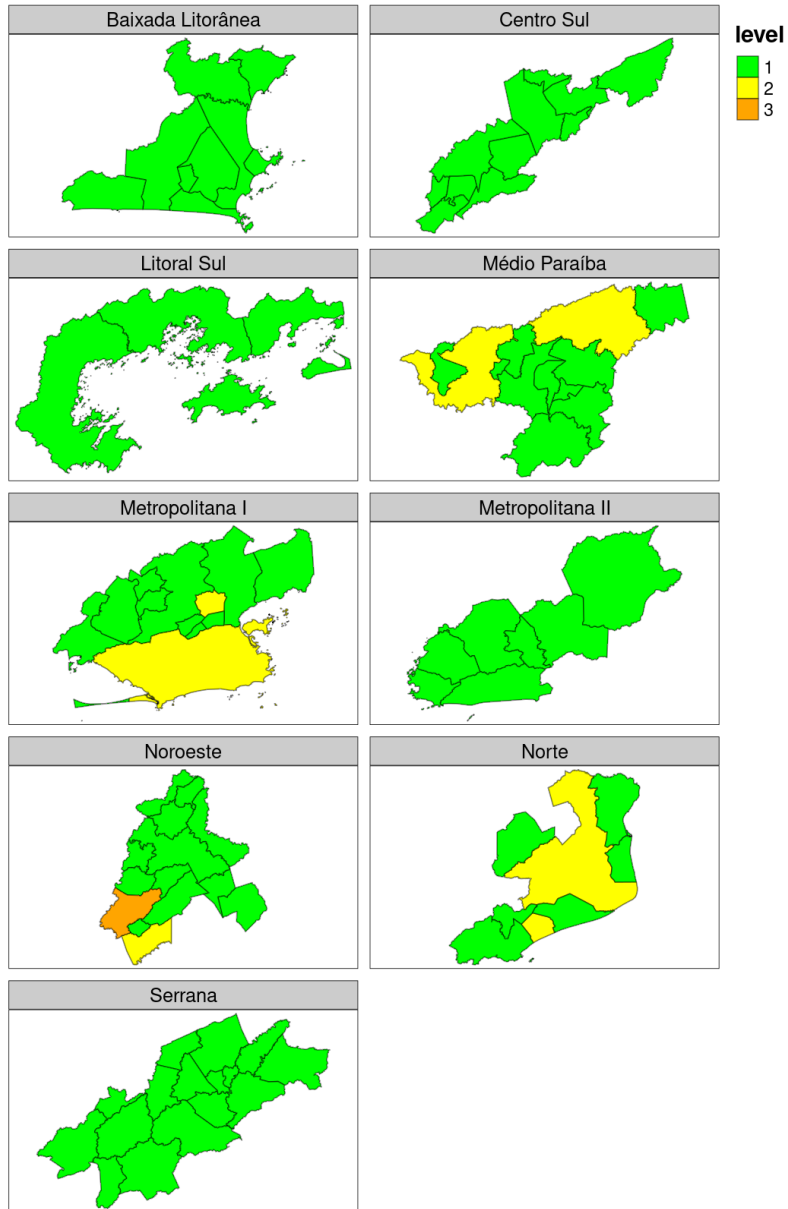 Baixada Litorânea
Centro Sul
level
1
2
3
Litoral Sul
Médio Paraíba
Metropolitana I
Metropolitana II
Noroeste
Norte
Serrana